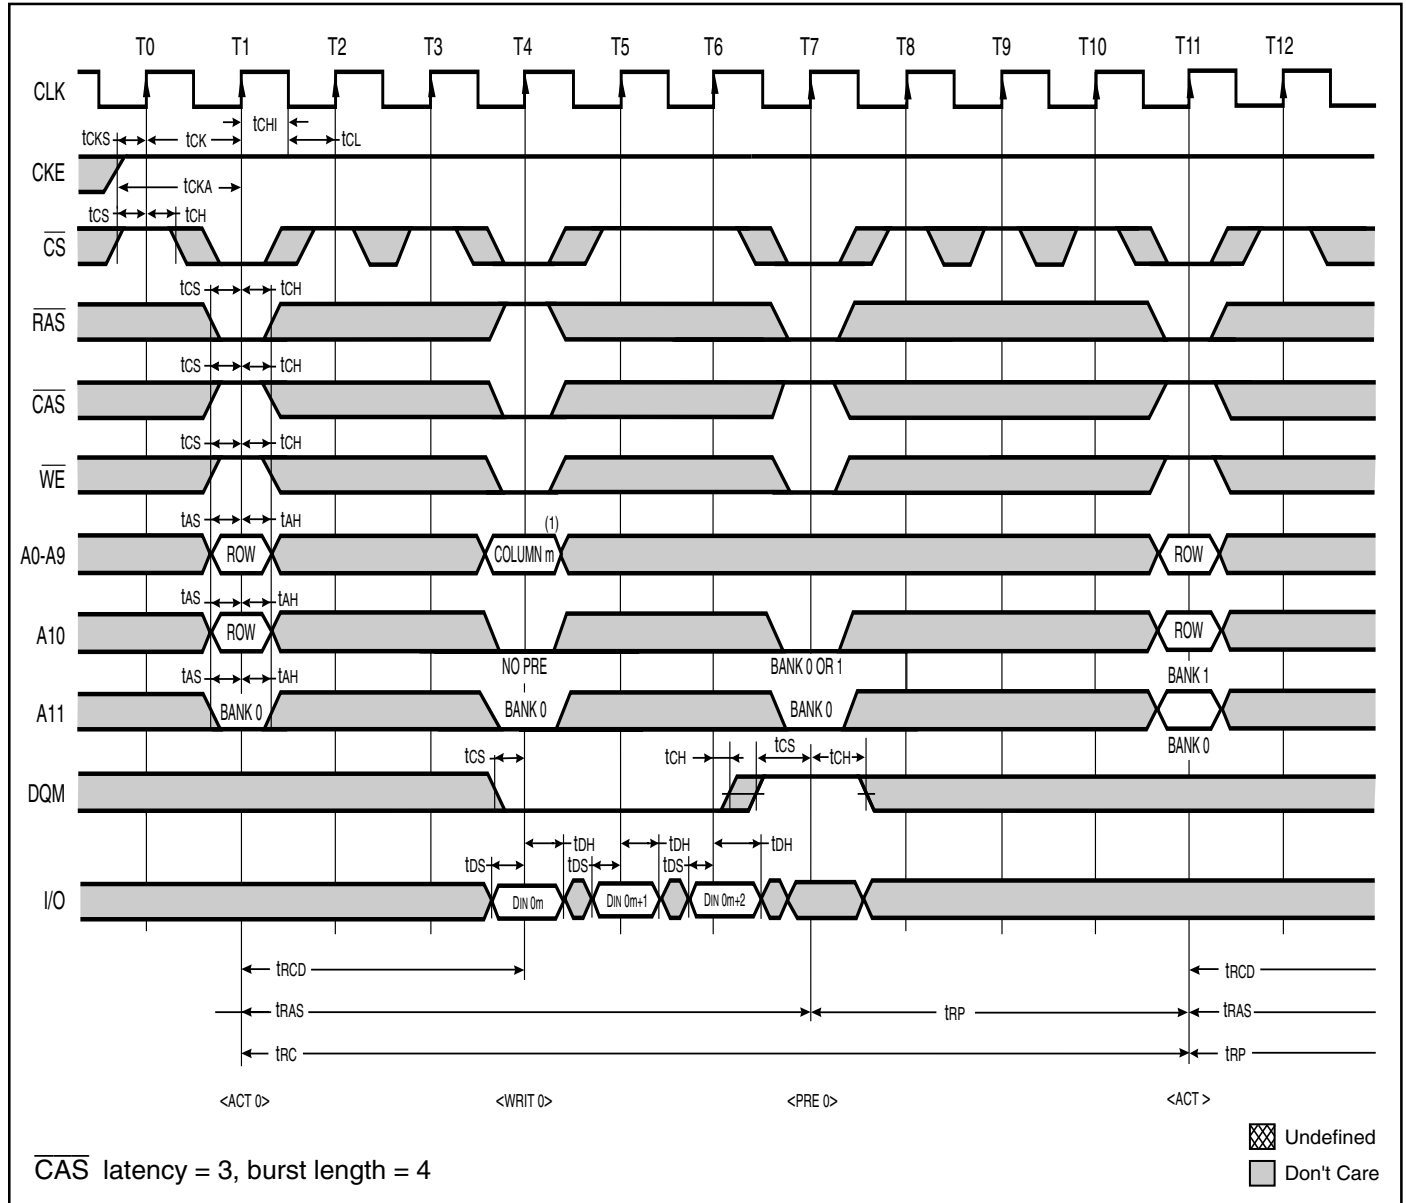 T0 T1 T2 T3 T4 T5 T6 T7 T8 T9 T10 T11 T12
CLK
tCHI
tCKS tCK tCL
CKE
tCKA
tCS tCH
CS
tCS tCH
RAS
tCS tCH
CAS
tCS tCH
WE
tAS tAH (1)
A0-A9 ROW COLUMN m ROW
tAS tAH
A10 ROW ROW
NO PRE BANK 0 OR 1 BANK 1
tAS tAH
A11 BANK 0 BANK 0 BANK 0
BANK 0
tCS tCH tCS tCH
DQM
tDH tDH tDH
tDS tDS tDS
I/O DIN 0m DIN 0m+1 DIN 0m+2
tRCD tRCD
tRAS tRP tRAS
tRC tRP
<ACT 0> <WRIT 0> <PRE 0> <ACT >
Undefined
CAS latency = 3, burst length = 4
Don't Care